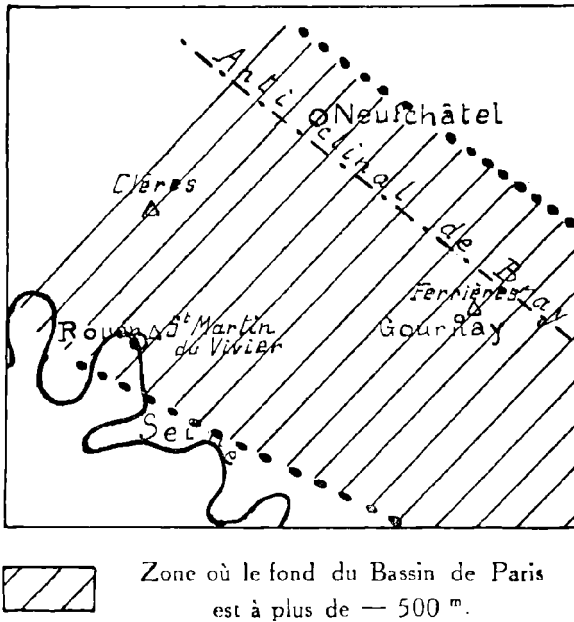 Anticlinal de Bray
Neufchâtel
Clères
Ferrières
Gournay
Rouen
St Martin
du Vivier
Seine
Zone où le fond du Bassin de Paris
est à plus de — 500 m.